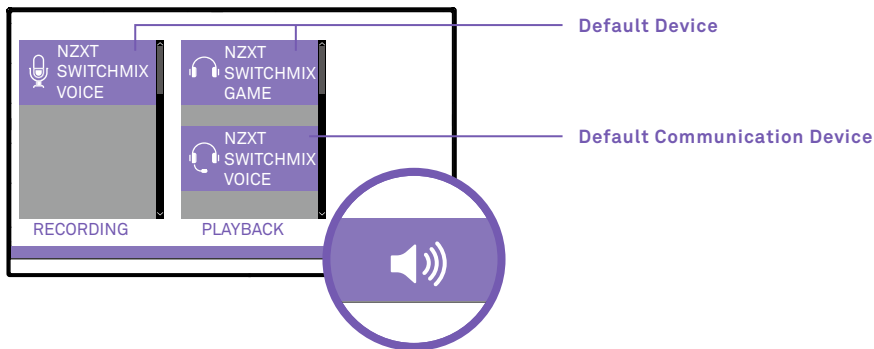 Default Device
NZXT
SWITCHMIX
VOICE
NZXT
SWITCHMIX
GAME
Default Communication Device
NZXT
SWITCHMIX
VOICE
RECORDING
PLAYBACK